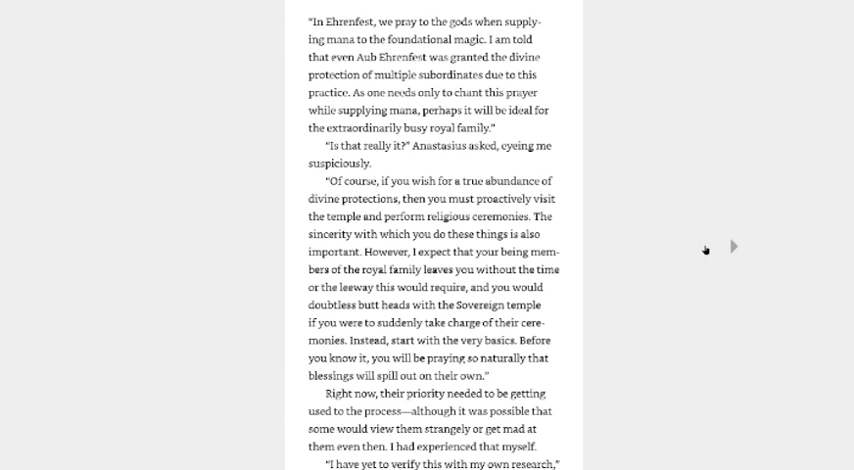 “In Ehrenfest, we pray to the gods when supply-
ing mana to the foundational magic. I am told
that even Aub Ehrenfest was granted the divine
protection of multiple subordinates due to this
practice. As one needs only to chant this prayer
while supplying mana, perhaps it will be ideal for
the extraordinarily busy royal family.”
“Is that really it?” Anastasius asked, eyeing me
suspiciously.
“Of course, if you wish for a true abundance of
divine protections, then you must proactively visit
the temple and perform religious ceremonies. The
sincerity with which you do these things is also
important. However, I expect that your being mem-
bers of the royal family leaves you without the time
or the leeway this would require, and you would
doubtless butt heads with the Sovereign temple
if you were to suddenly take charge of their cere-
monies. Instead, start with the very basics. Before
you know it, you will be praying so naturally that
blessings will spill out on their own.”
Right now, their priority needed to be getting
used to the process—although it was possible that
some would view them strangely or get mad at
them even then. I had experienced that myself.
“I have yet to verify this with my own research,”